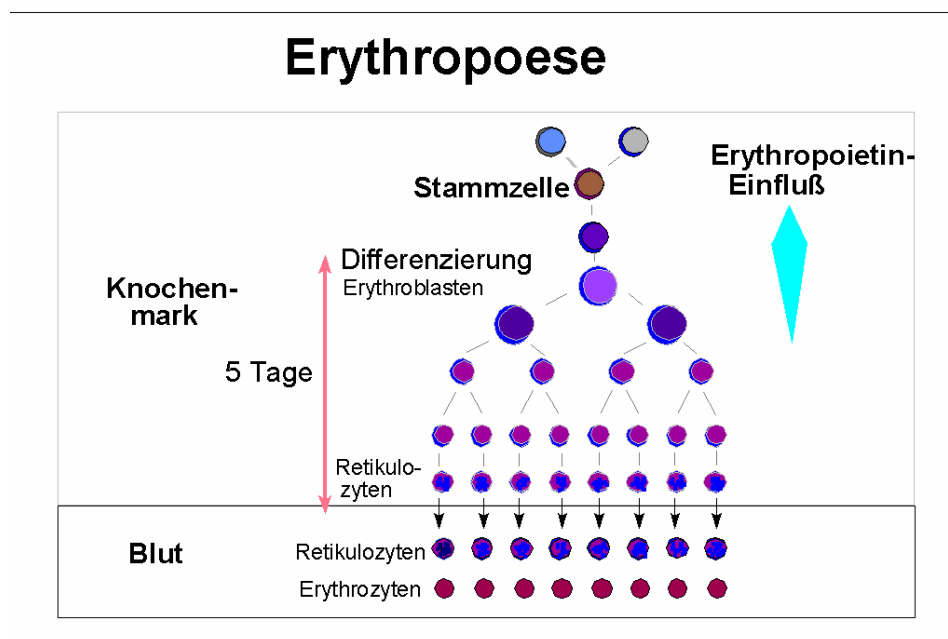 Erythropoese
Erythropoietin-
Einfluß
Stammzelle
Differenzierung
Erythroblasten
Knochen-
mark
5 Tage
Retikulo-
zyten
Blut
Retikulozyten
Erythrozyten